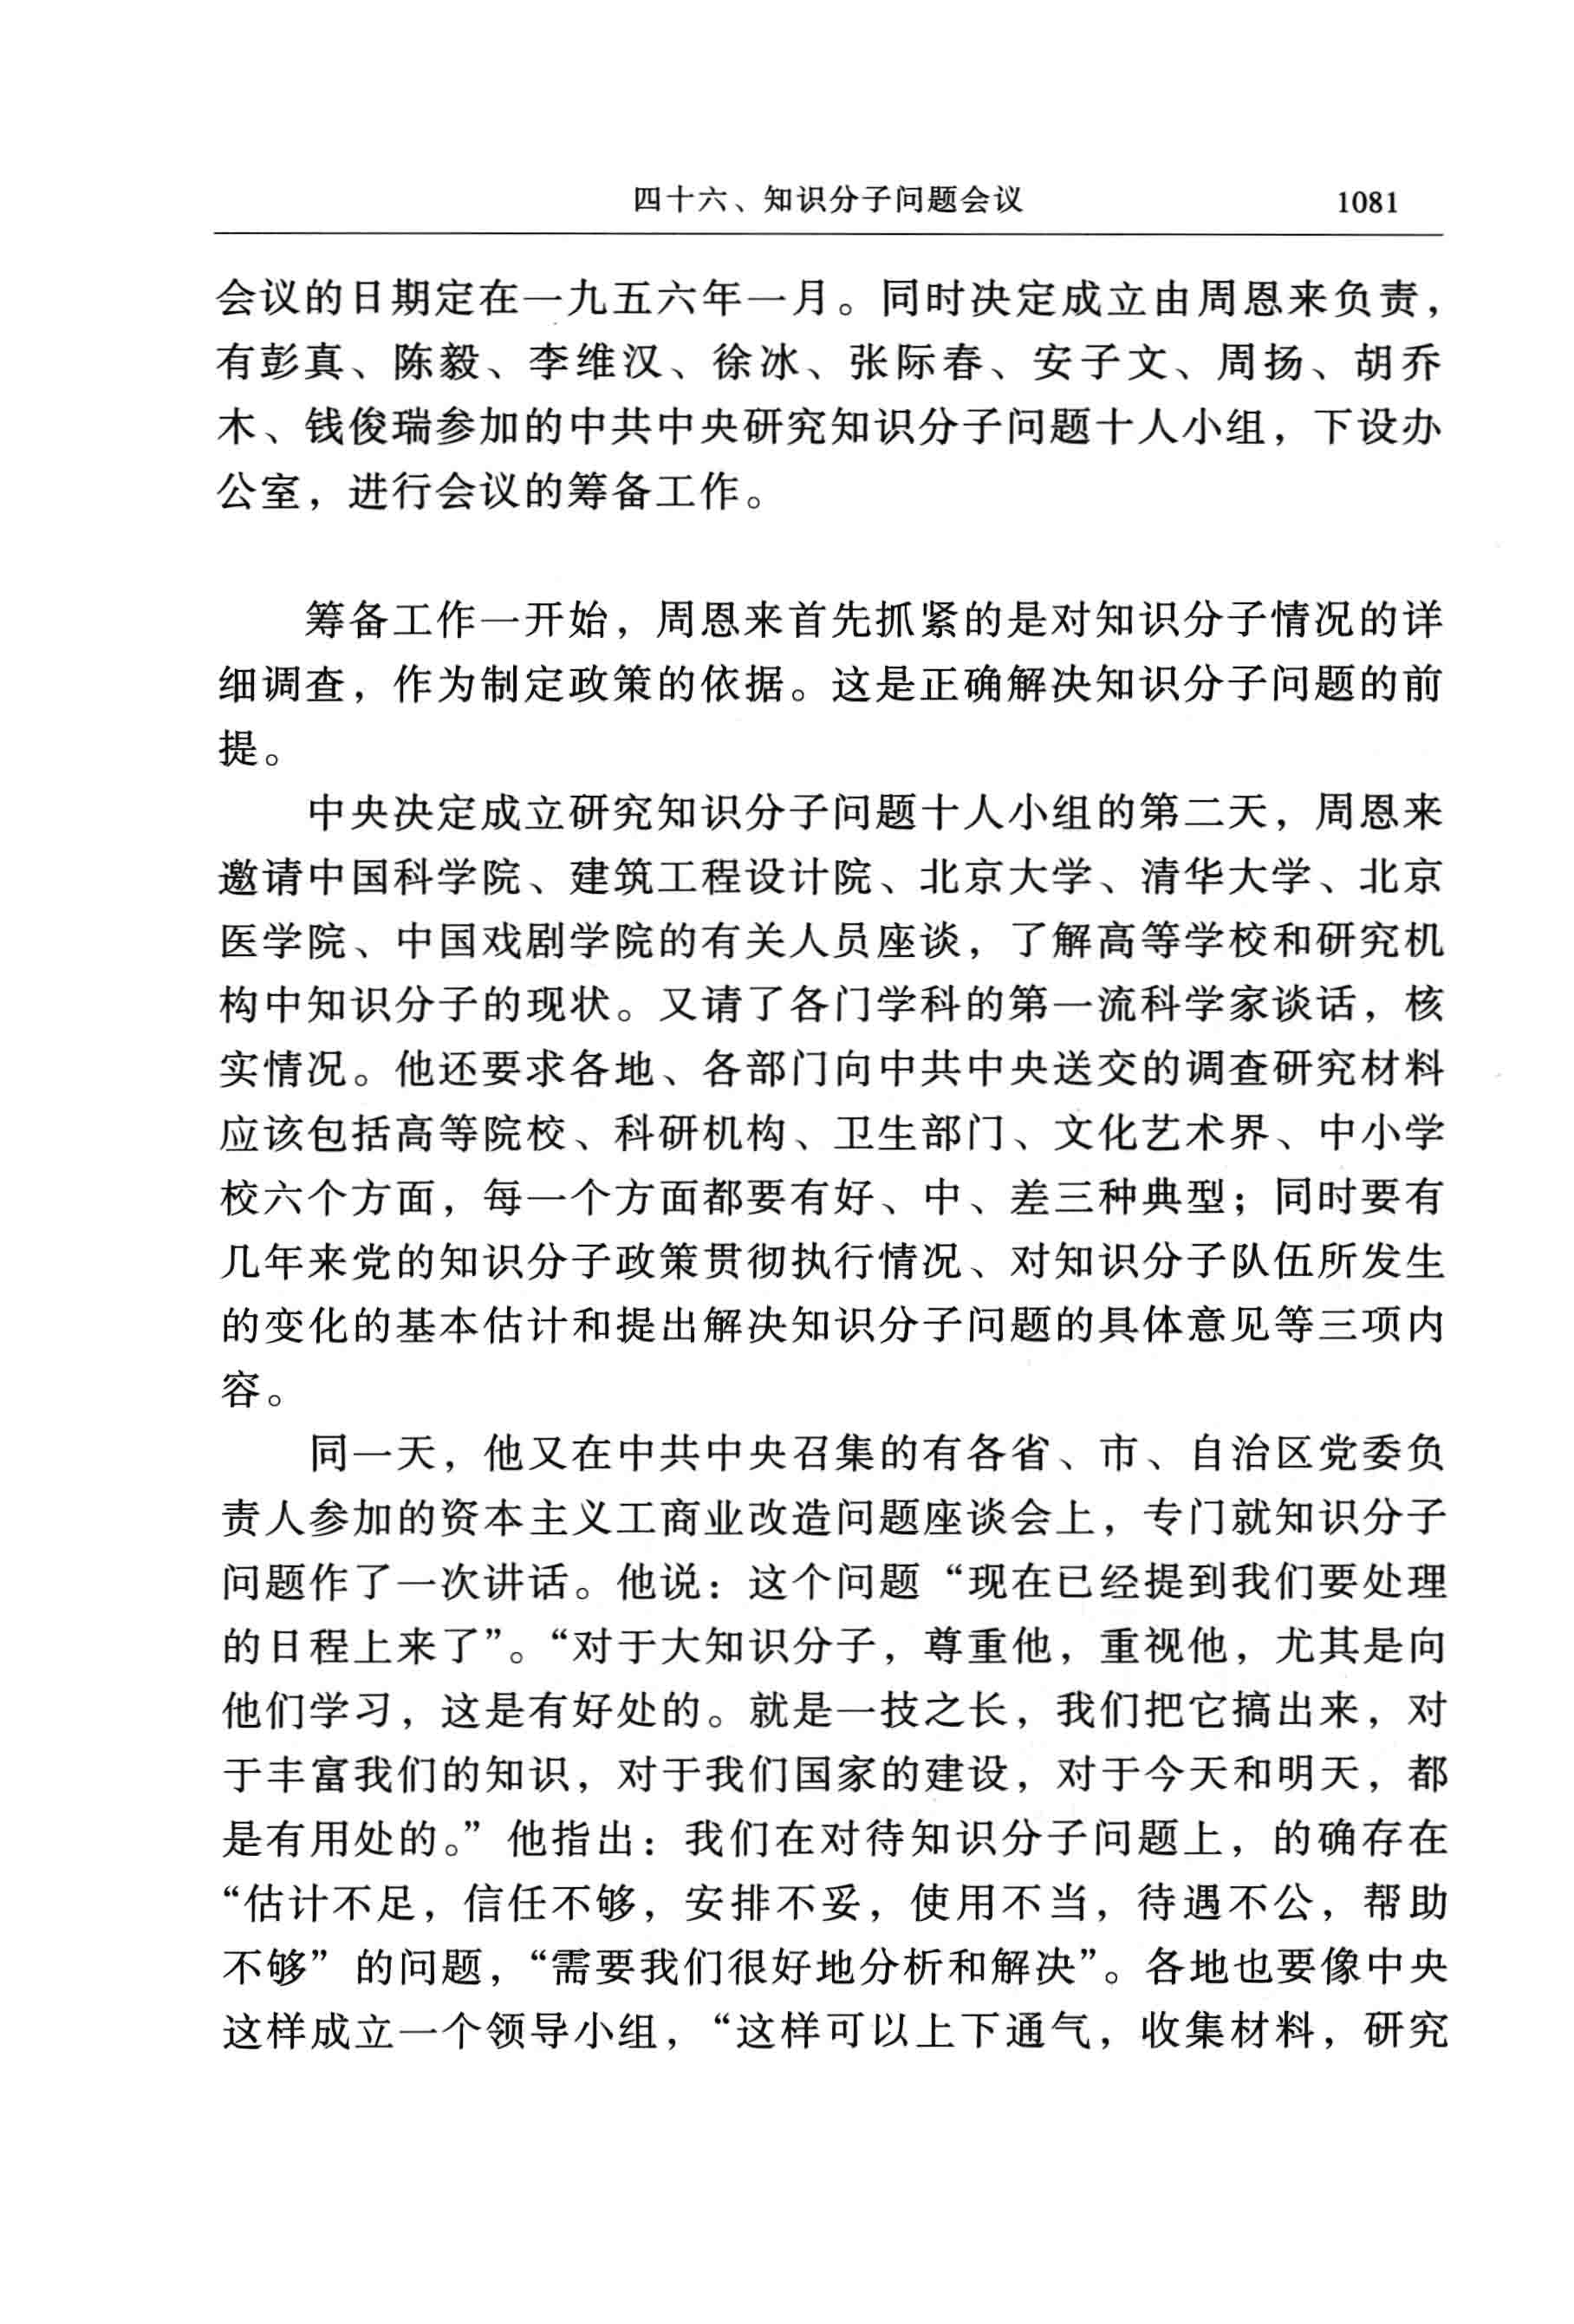 四十六、知识分子问题会议 1081
会议的日期定在一九五六年一月。同时决定成立由周恩来负责，
有彭真、陈毅、李维汉、徐冰、张际春、安子文、周扬、胡乔
木、钱俊瑞参加的中共中央研究知识分子问题十人小组，下设办
公室，进行会议的筹备工作。
筹备工作一开始，周恩来首先抓紧的是对知识分子情况的详
细调查，作为制定政策的依据。这是正确解决知识分子问题的前
提。
中央决定成立研究知识分子问题十人小组的第二天，周恩来
邀请中国科学院、建筑工程设计院、北京大学、清华大学、北京
医学院、中国戏剧学院的有关人员座谈，了解高等学校和研究机
构中知识分子的现状。又请了各门学科的第一流科学家谈话，核
实情况。他还要求各地、各部门向中共中央送交的调查研究材料
应该包括高等院校、科研机构、卫生部门、文化艺术界、中小学
校六个方面，每一个方面都要有好、中、差三种典型；同时要有
几年来党的知识分子政策贯彻执行情况、对知识分子队伍所发生
的变化的基本估计和提出解决知识分子问题的具体意见等三项内
容。
同一天，他又在中共中央召集的有各省、市、自治区党委负
责人参加的资本主义工商业改造问题座谈会上，专门就知识分子
问题作了一次讲话。他说：这个问题“现在已经提到我们要处理
的日程上来了”。“对于大知识分子，尊重他，重视他，尤其是向
他们学习，这是有好处的。就是一技之长，我们把它搞出来，对
于丰富我们的知识，对于我们国家的建设，对于今天和明天，都
是有用处的。”他指出：我们在对待知识分子问题上，的确存在
“估计不足，信任不够，安排不妥，使用不当，待遇不公，帮助
不够”的问题，“需要我们很好地分析和解决”。各地也要像中央
这样成立一个领导小组，“这样可以上下通气，收集材料，研究